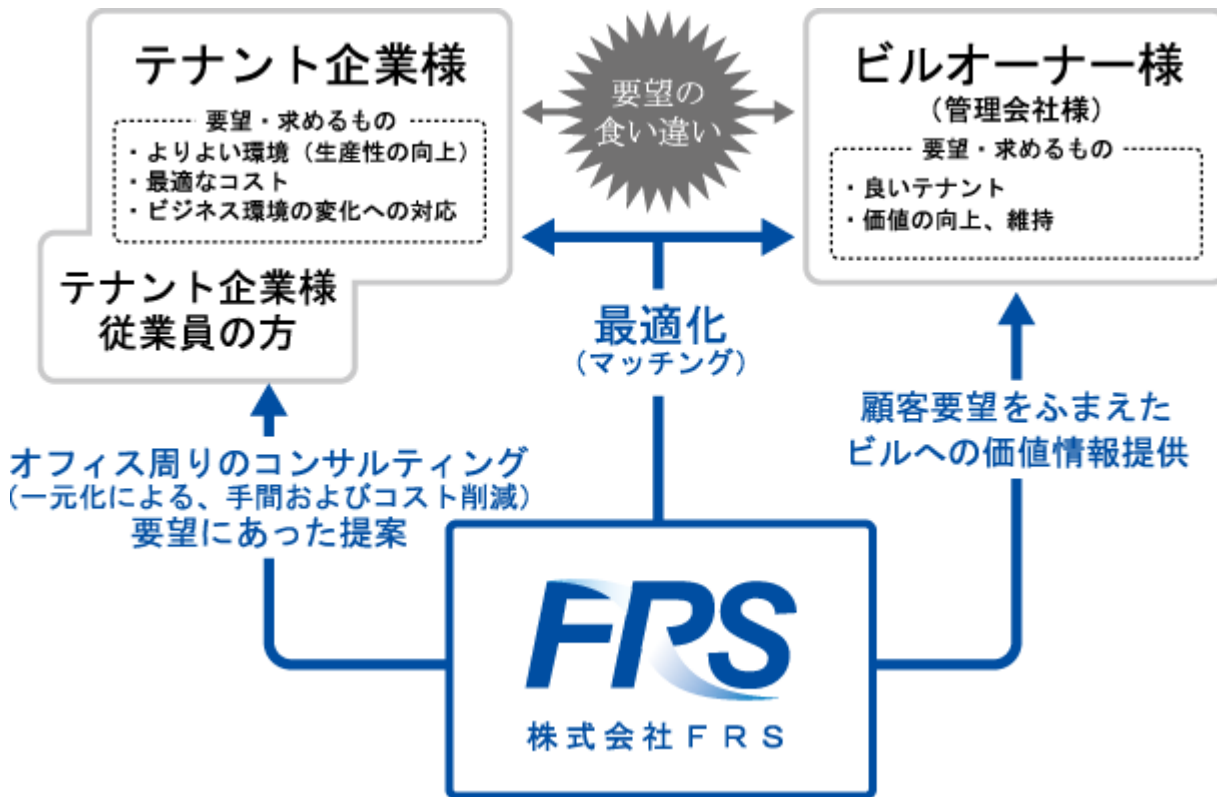 テナント企業様
要望・求めるもの
・よりよい環境（生産性の向上）
・最適なコスト
・ビジネス環境の変化への対応
テナント企業様
従業員の方
要望の
食い違い
ビルオーナー様
（管理会社様）
要望・求めるもの
・良いテナント
・価値の向上、維持
最適化
（マッチング）
オフィス周りのコンサルティング
（一元化による、手間およびコスト削減）
要望にあった提案
顧客要望をふまえた
ビルへの価値情報提供
FRS
株式会社ＦＲＳ